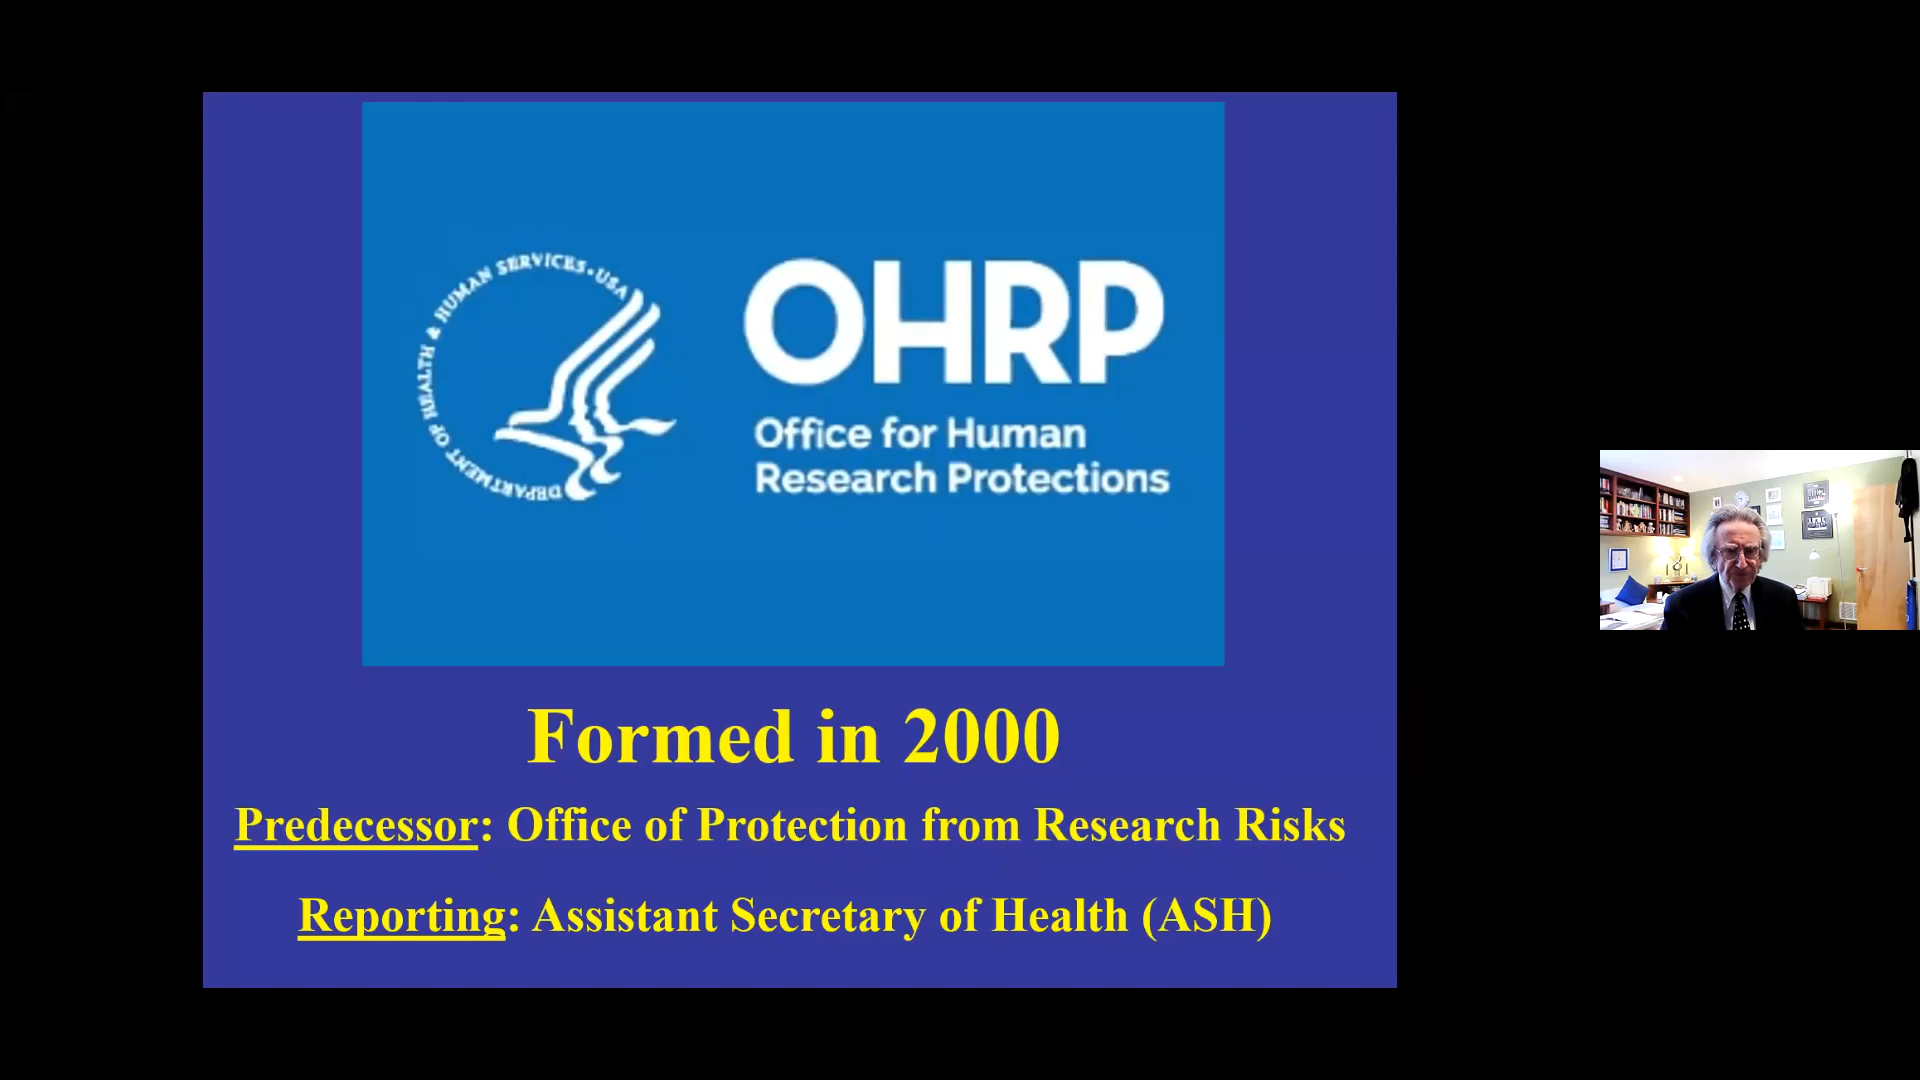 DEPARTMENT OF HEALTH & HUMAN SERVICES · USA
OHRP
Office for Human
Research Protections
Formed in 2000
Predecessor: Office of Protection from Research Risks
Reporting: Assistant Secretary of Health (ASH)